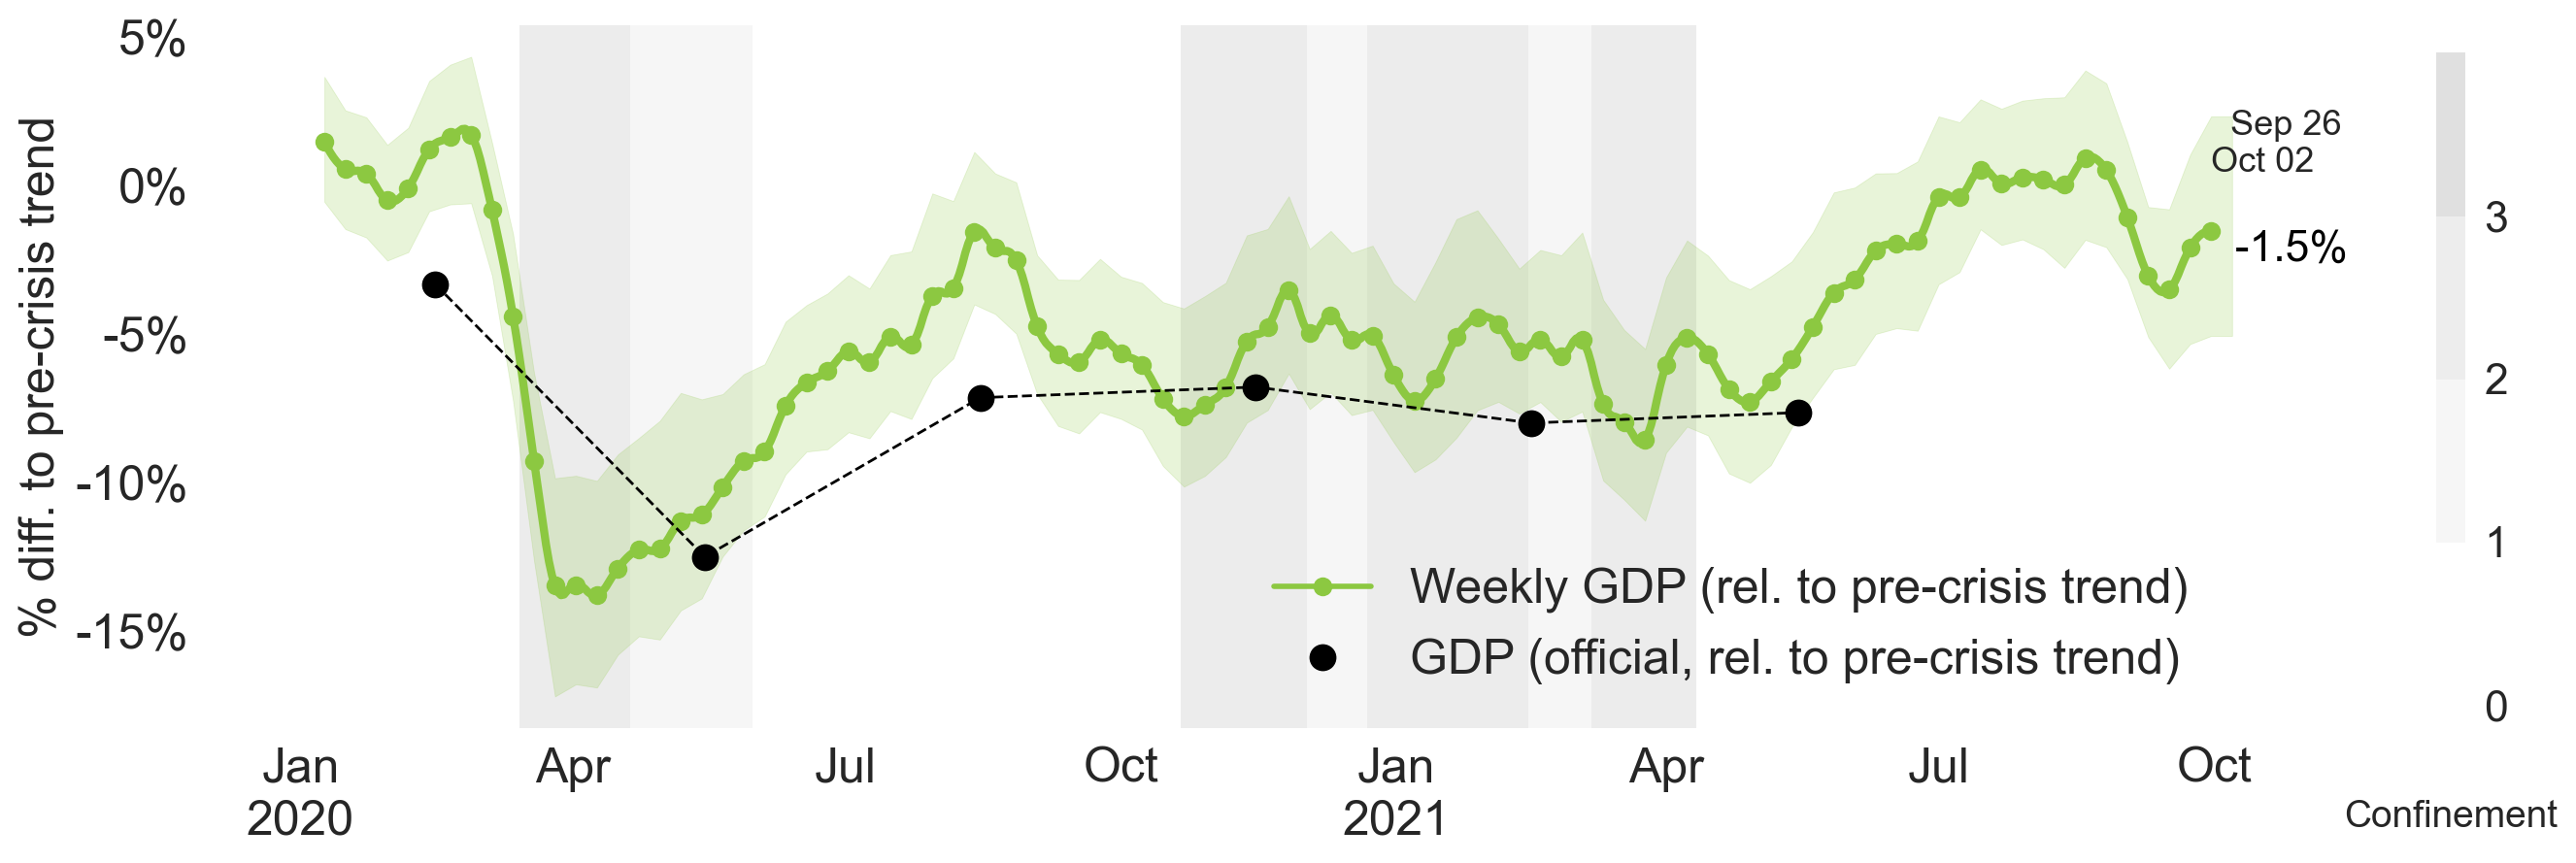 % diff. to pre-crisis trend
5%
0%
-5%
-10%
-15%
Sep 26
Oct 02
-1.5%
Weekly GDP (rel. to pre-crisis trend)
GDP (official, rel. to pre-crisis trend)
Jan Apr Jul Oct Jan Apr Jul Oct
2020 2021
3
2
1
0
Confinement